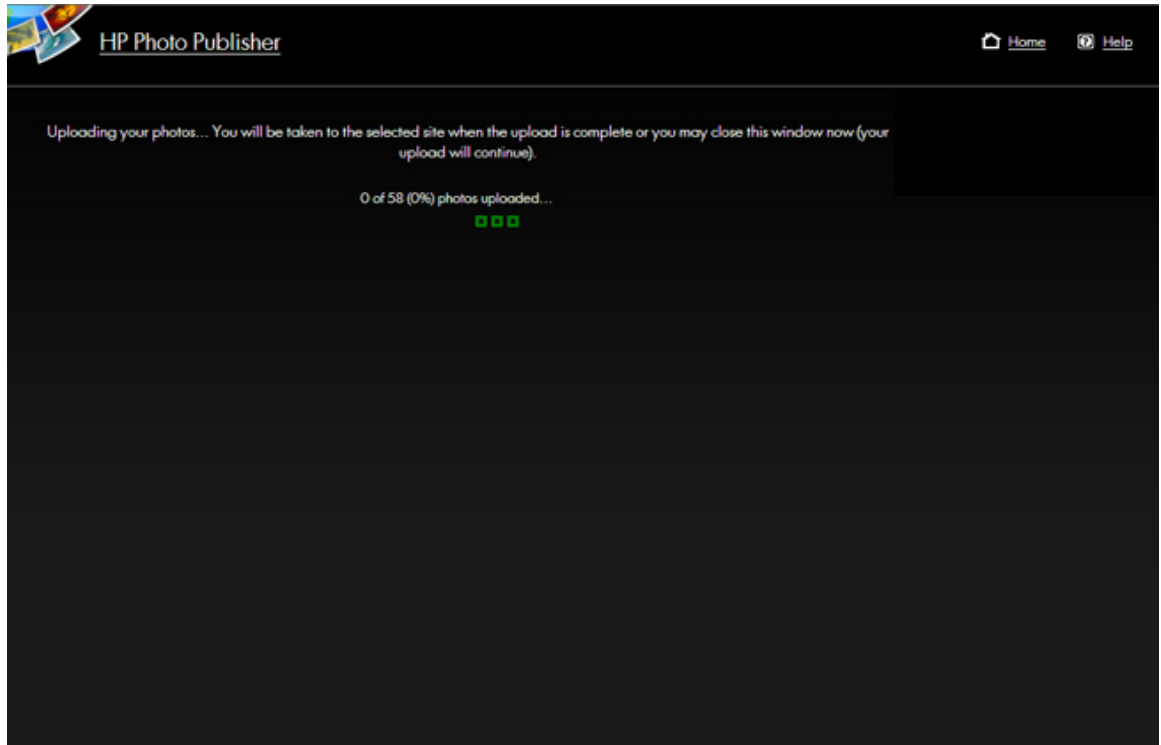 HP Photo Publisher
Home
Help
Uploading your photos... You will be taken to the selected site when the upload is complete or you may close this window now (your
upload will continue).
0 of 58 (0%) photos uploaded...